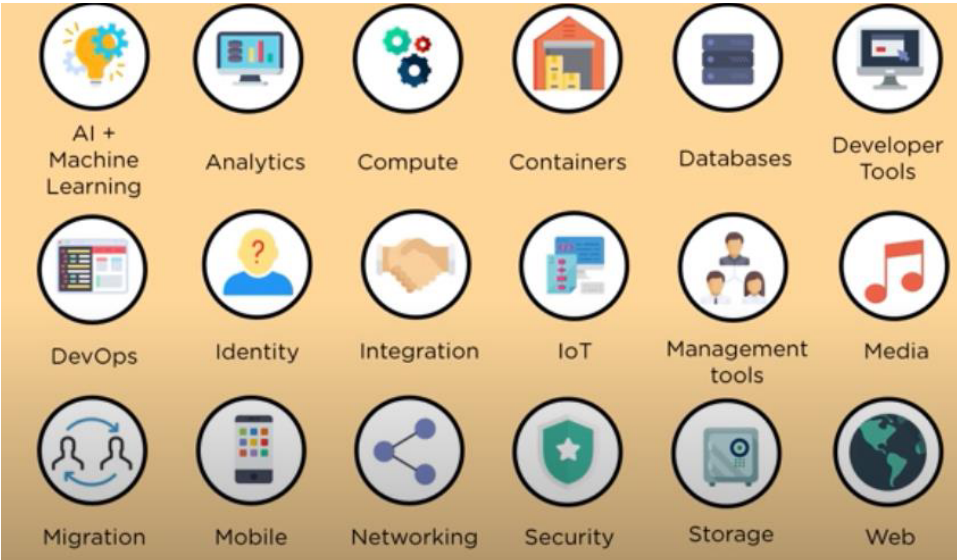 AI +
Machine
Learning
Analytics
Compute
Containers
Databases
Developer
Tools
DevOps
Identity
Integration
IoT
Management
tools
Media
Migration
Mobile
Networking
Security
Storage
Web